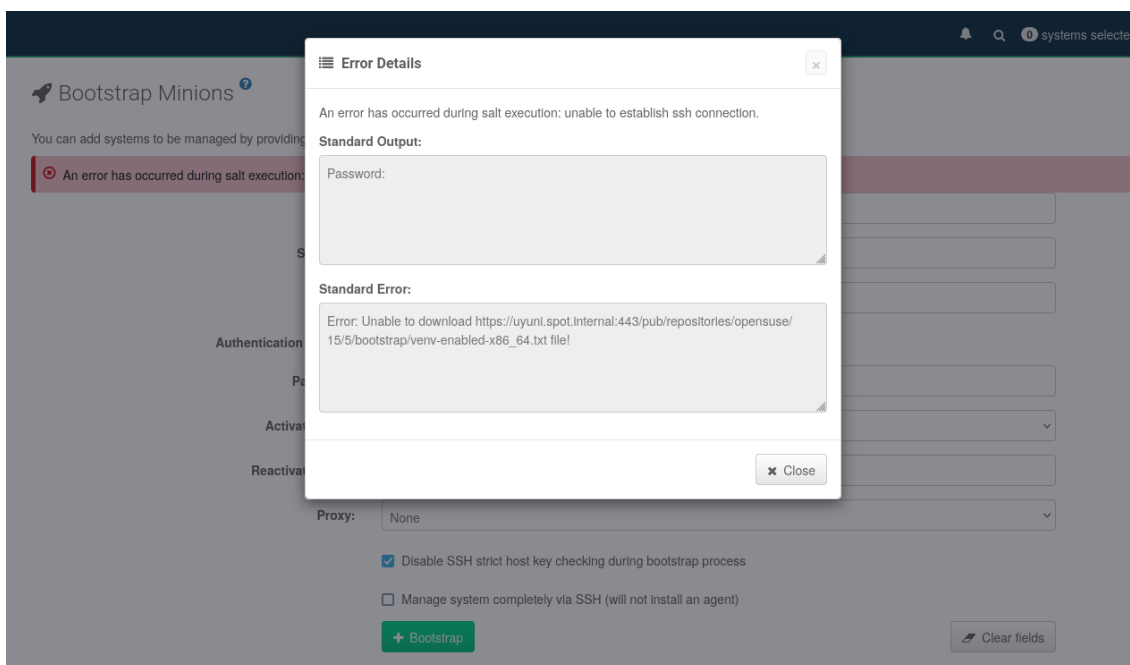 0 systems selecte
Error Details
Bootstrap Minions
An error has occurred during salt execution: unable to establish ssh connection.
You can add systems to be managed by providing
Standard Output:
An error has occurred during salt execution:
Password:
S
Standard Error:
Error: Unable to download https://uyuni.spot.internal:443/pub/repositories/opensuse/
15/5/bootstrap/venv-enabled-x86_64.txt file!
Authentication
Pa
Activat
Reactivat
Close
Proxy:
None
Disable SSH strict host key checking during bootstrap process
Manage system completely via SSH (will not install an agent)
+ Bootstrap
Clear fields